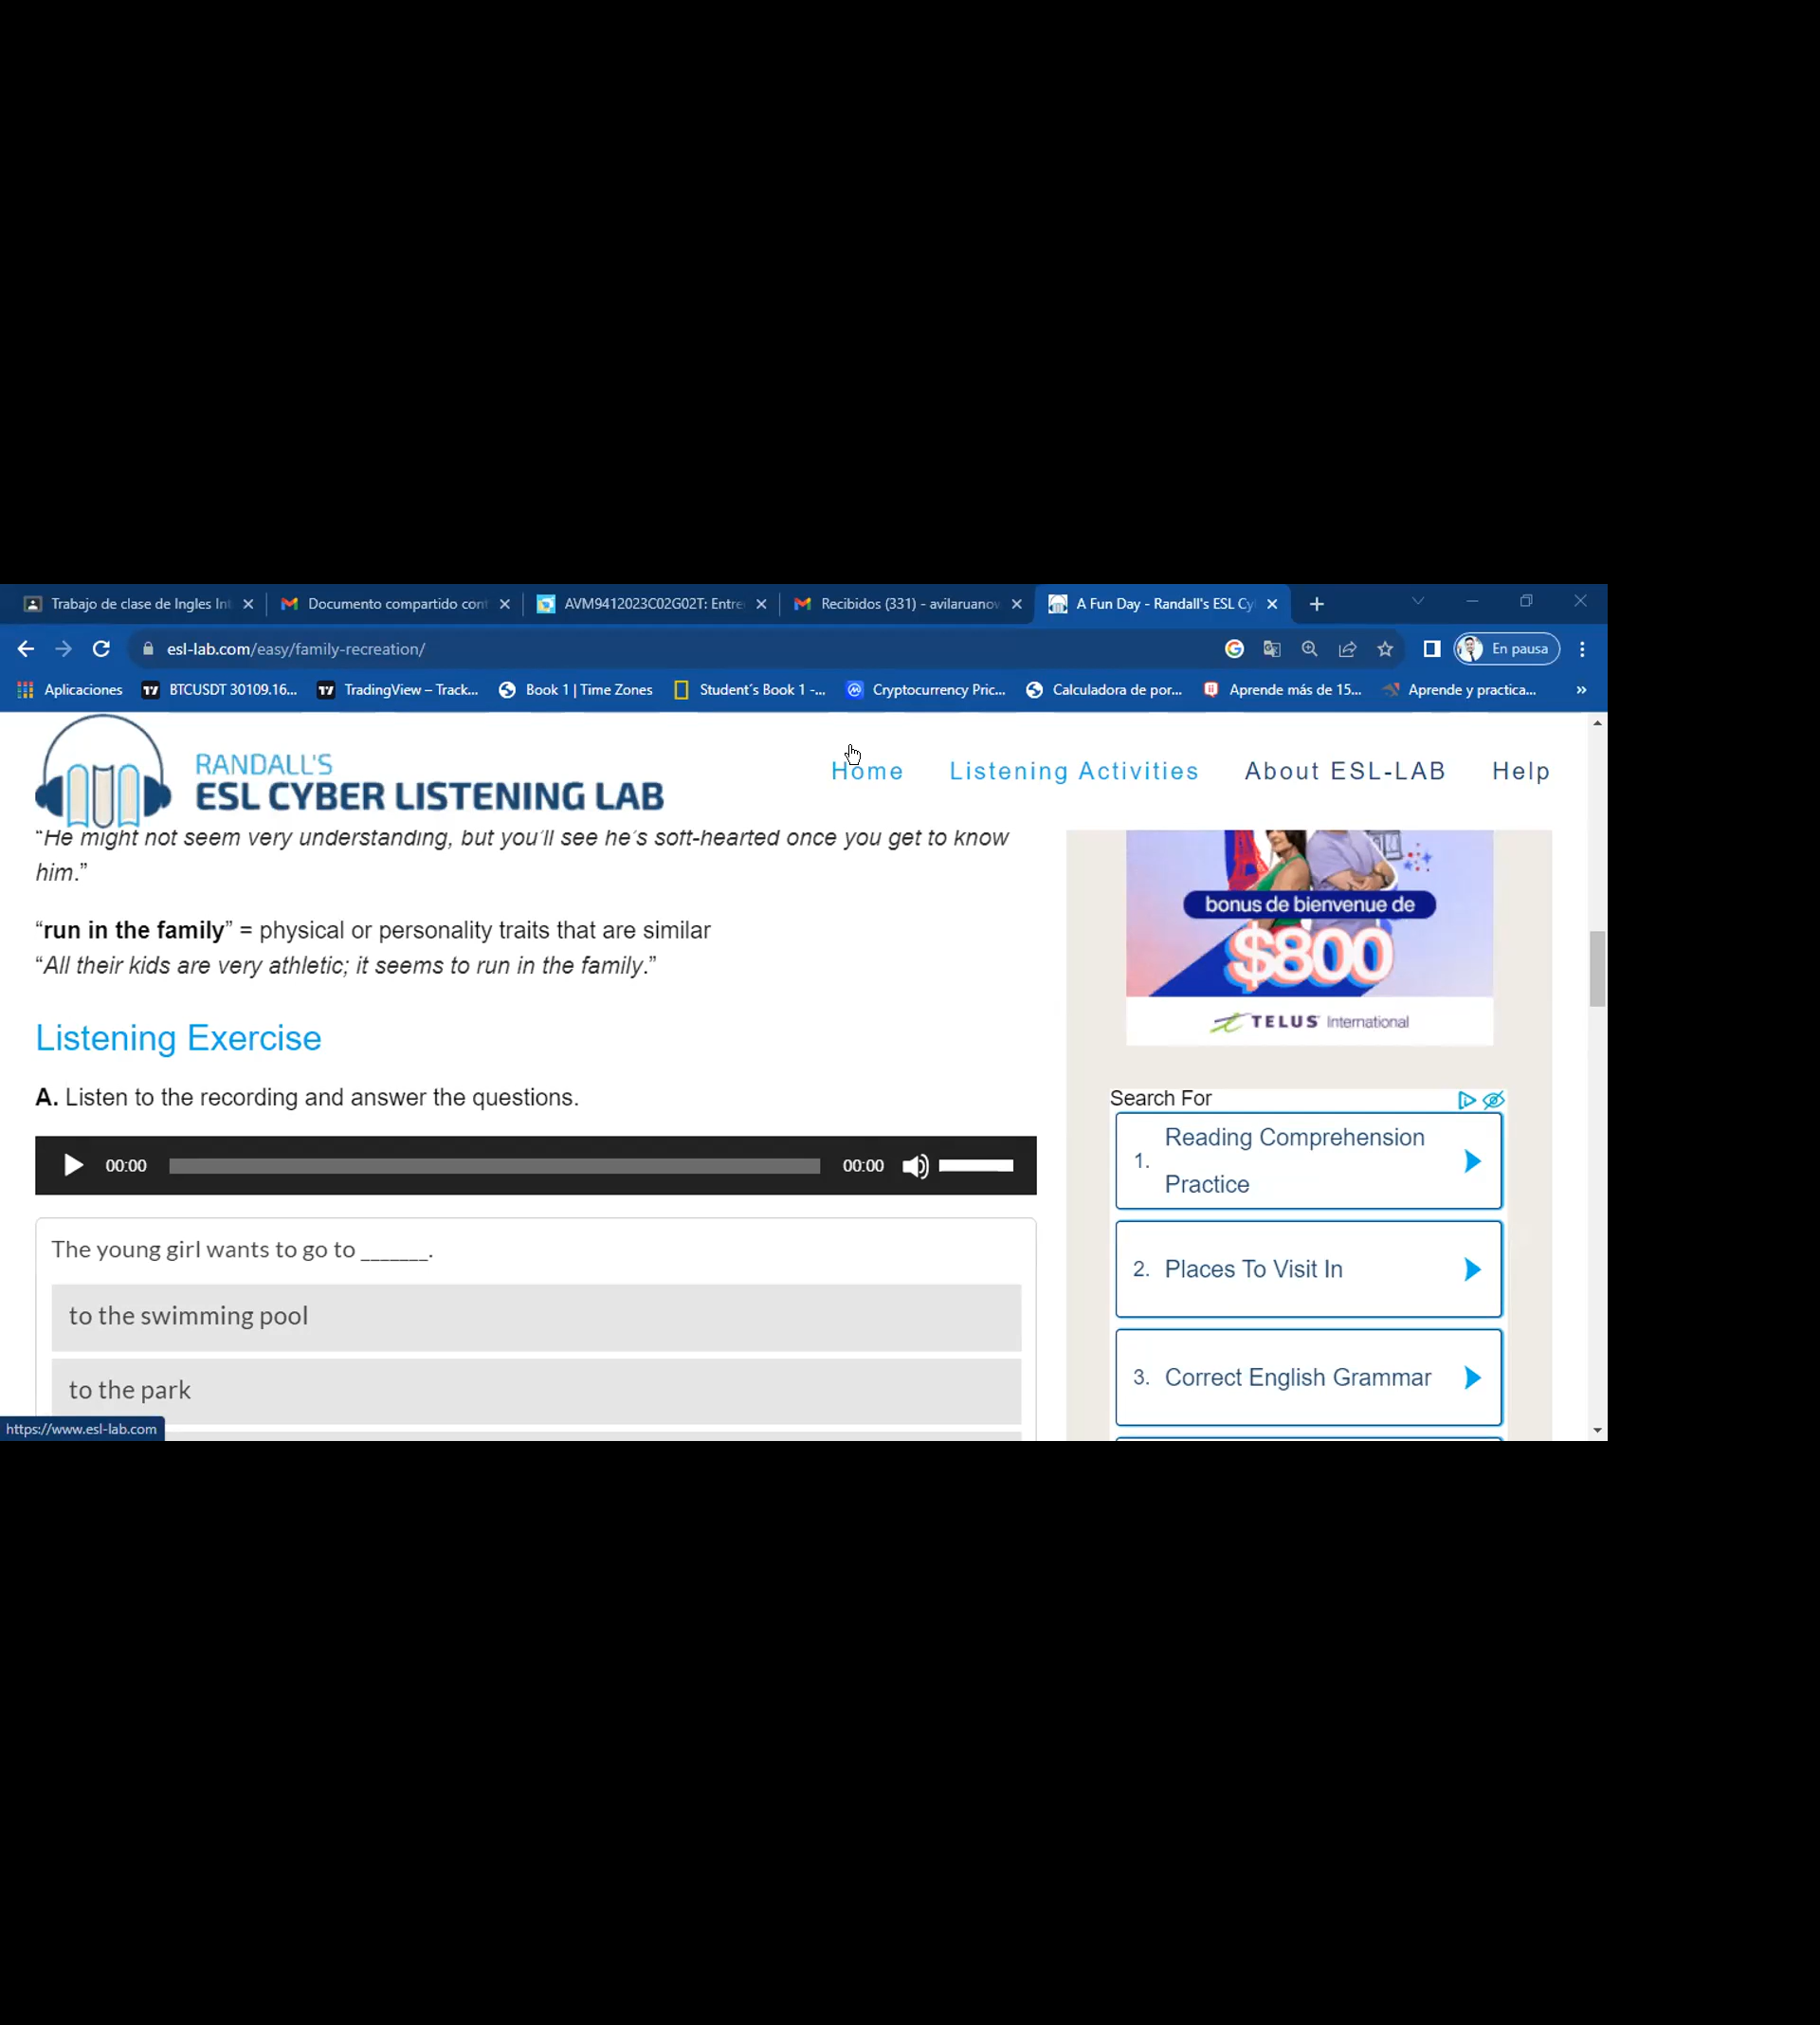 Trabajo de clase de Ingles Int
Documento compartido con
AVM9412023C02G02T: Entre
Recibidos (331) - avilaruanov
A Fun Day - Randall's ESL Cy
esl-lab.com/easy/family-recreation/
En pausa
Aplicaciones
BTCUSDT 30109.16...
TradingView – Track...
Book 1 | Time Zones
Student´s Book 1 -...
Cryptocurrency Pric...
Calculadora de por...
Aprende más de 15...
Aprende y practica...
»
RANDALL'S
ESL CYBER LISTENING LAB
Home
Listening Activities
About ESL-LAB
Help
“He might not seem very understanding, but you’ll see he’s soft-hearted once you get to know
him.”
“run in the family” = physical or personality traits that are similar
“All their kids are very athletic; it seems to run in the family.”
Listening Exercise
A. Listen to the recording and answer the questions.
00:00
00:00
The young girl wants to go to _______.
to the swimming pool
to the park
https://www.esl-lab.com
bonus de bienvenue de
$800
TELUS International
Search For
1. Reading Comprehension
Practice
2. Places To Visit In
3. Correct English Grammar